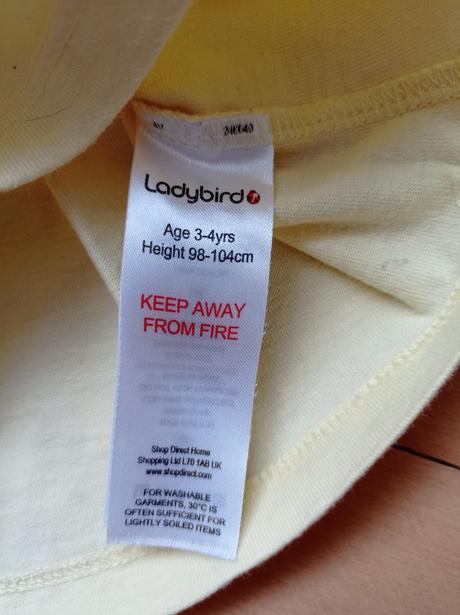 Ladybird
Age 3-4yrs
Height 98-104cm
KEEP AWAY
FROM FIRE
Shop Direct Home
Shopping Ltd L70 1AB UK
www.shopdirect.com
FOR WASHABLE
GARMENTS, 30°C IS
OFTEN SUFFICIENT FOR
LIGHTLY SOILED ITEMS